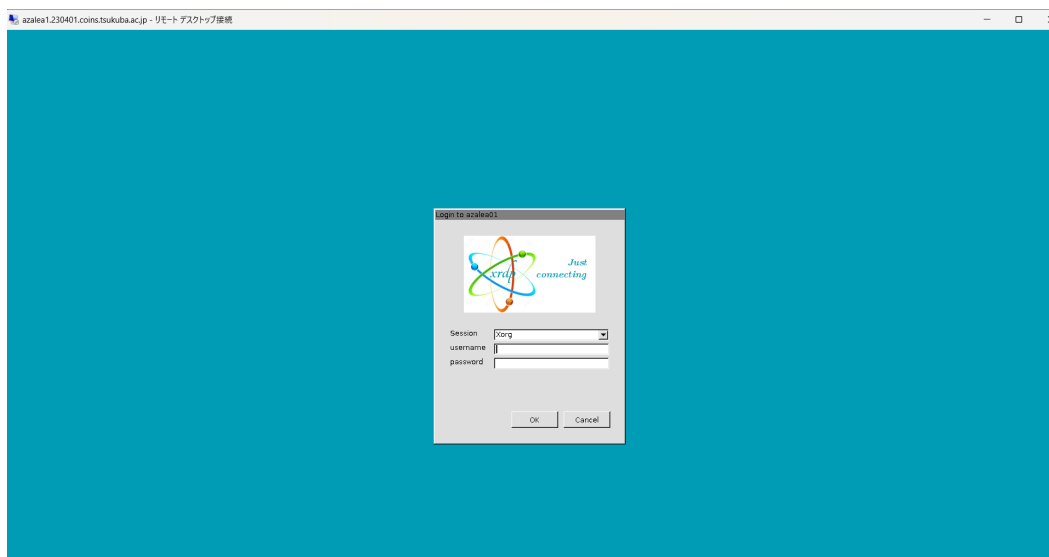 azalea1.230401.coins.tsukuba.ac.jp - リモート デスクトップ接続
Login to azalea01
xrdp
Just
connecting
Session Xorg
username
password
OK Cancel